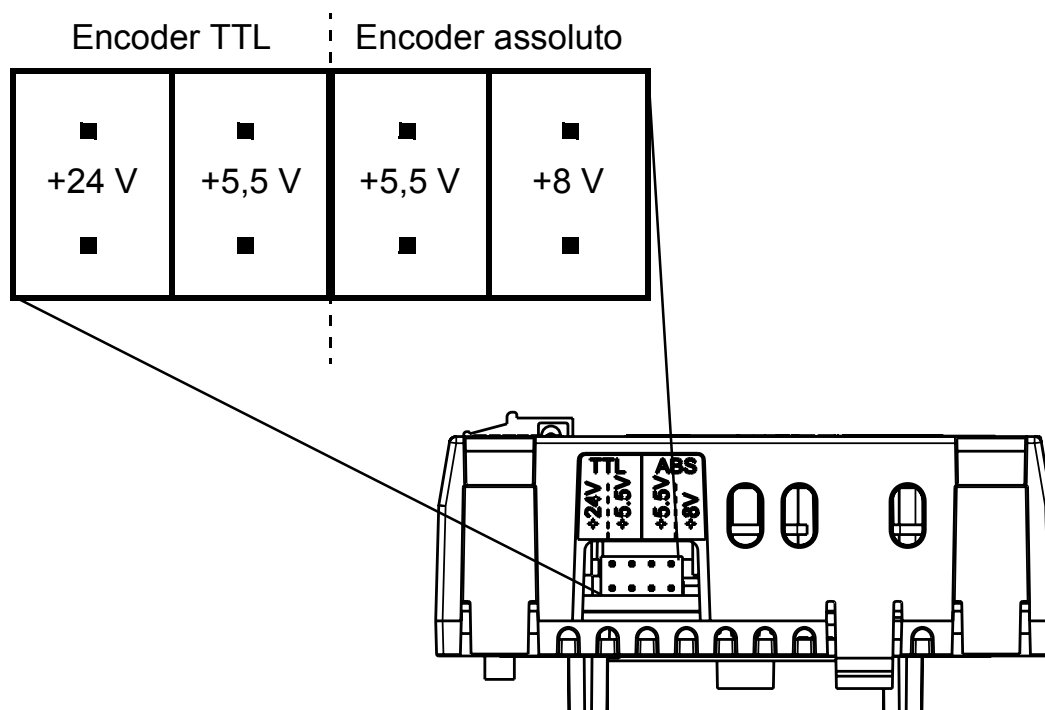 Encoder TTL Encoder assoluto
+24 V +5,5 V +5,5 V +8 V
TTL ABS
+24V +5.5V +5.5V +8V